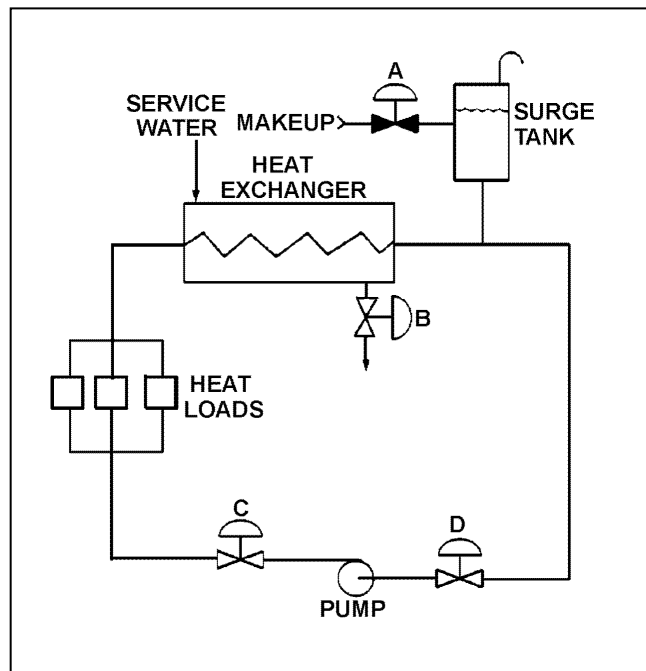 A
SERVICE
WATER
MAKEUP
SURGE
TANK
HEAT
EXCHANGER
B
HEAT
LOADS
C
D
PUMP